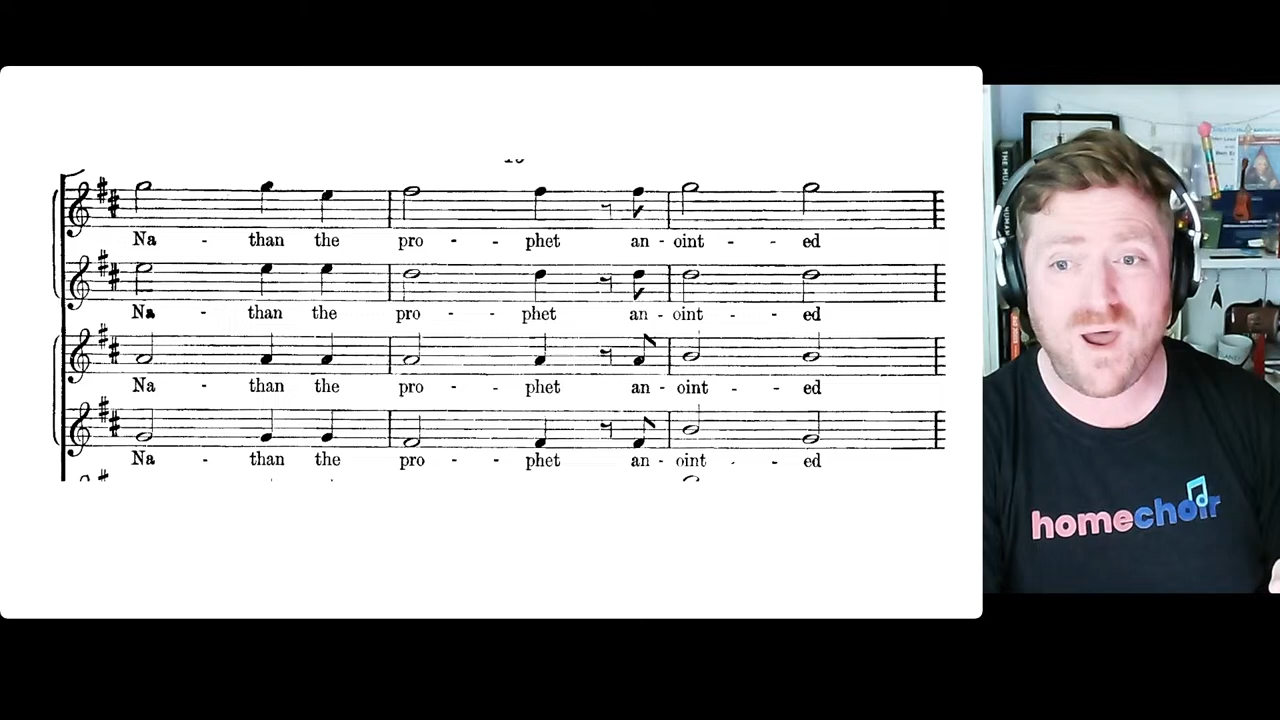 Na - than the pro - - phet an - oint - - ed
Na - than the pro - - phet an - oint - - ed
Na - than the pro - - phet an - oint - - ed
Na - than the pro - - phet an - oint - - ed
homechoir